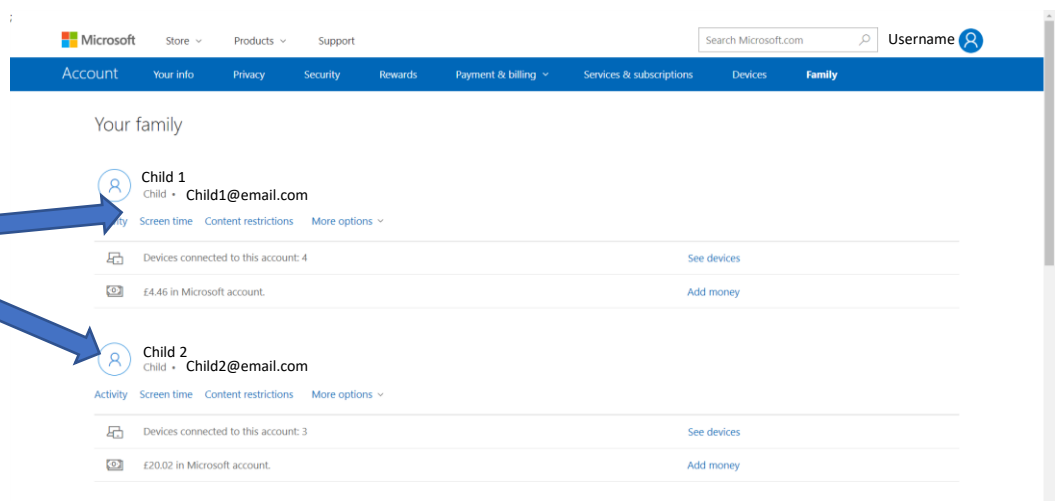 ;
Microsoft Store Products Support Search Microsoft.com Username
Account Your info Privacy Security Rewards Payment & billing Services & subscriptions Devices Family
Your family
Child 1
Child • Child1@email.com
Screen time Content restrictions More options
Devices connected to this account: 4 See devices
£4.46 in Microsoft account. Add money
Child 2
Child • Child2@email.com
Activity Screen time Content restrictions More options
Devices connected to this account: 3 See devices
£20.02 in Microsoft account. Add money